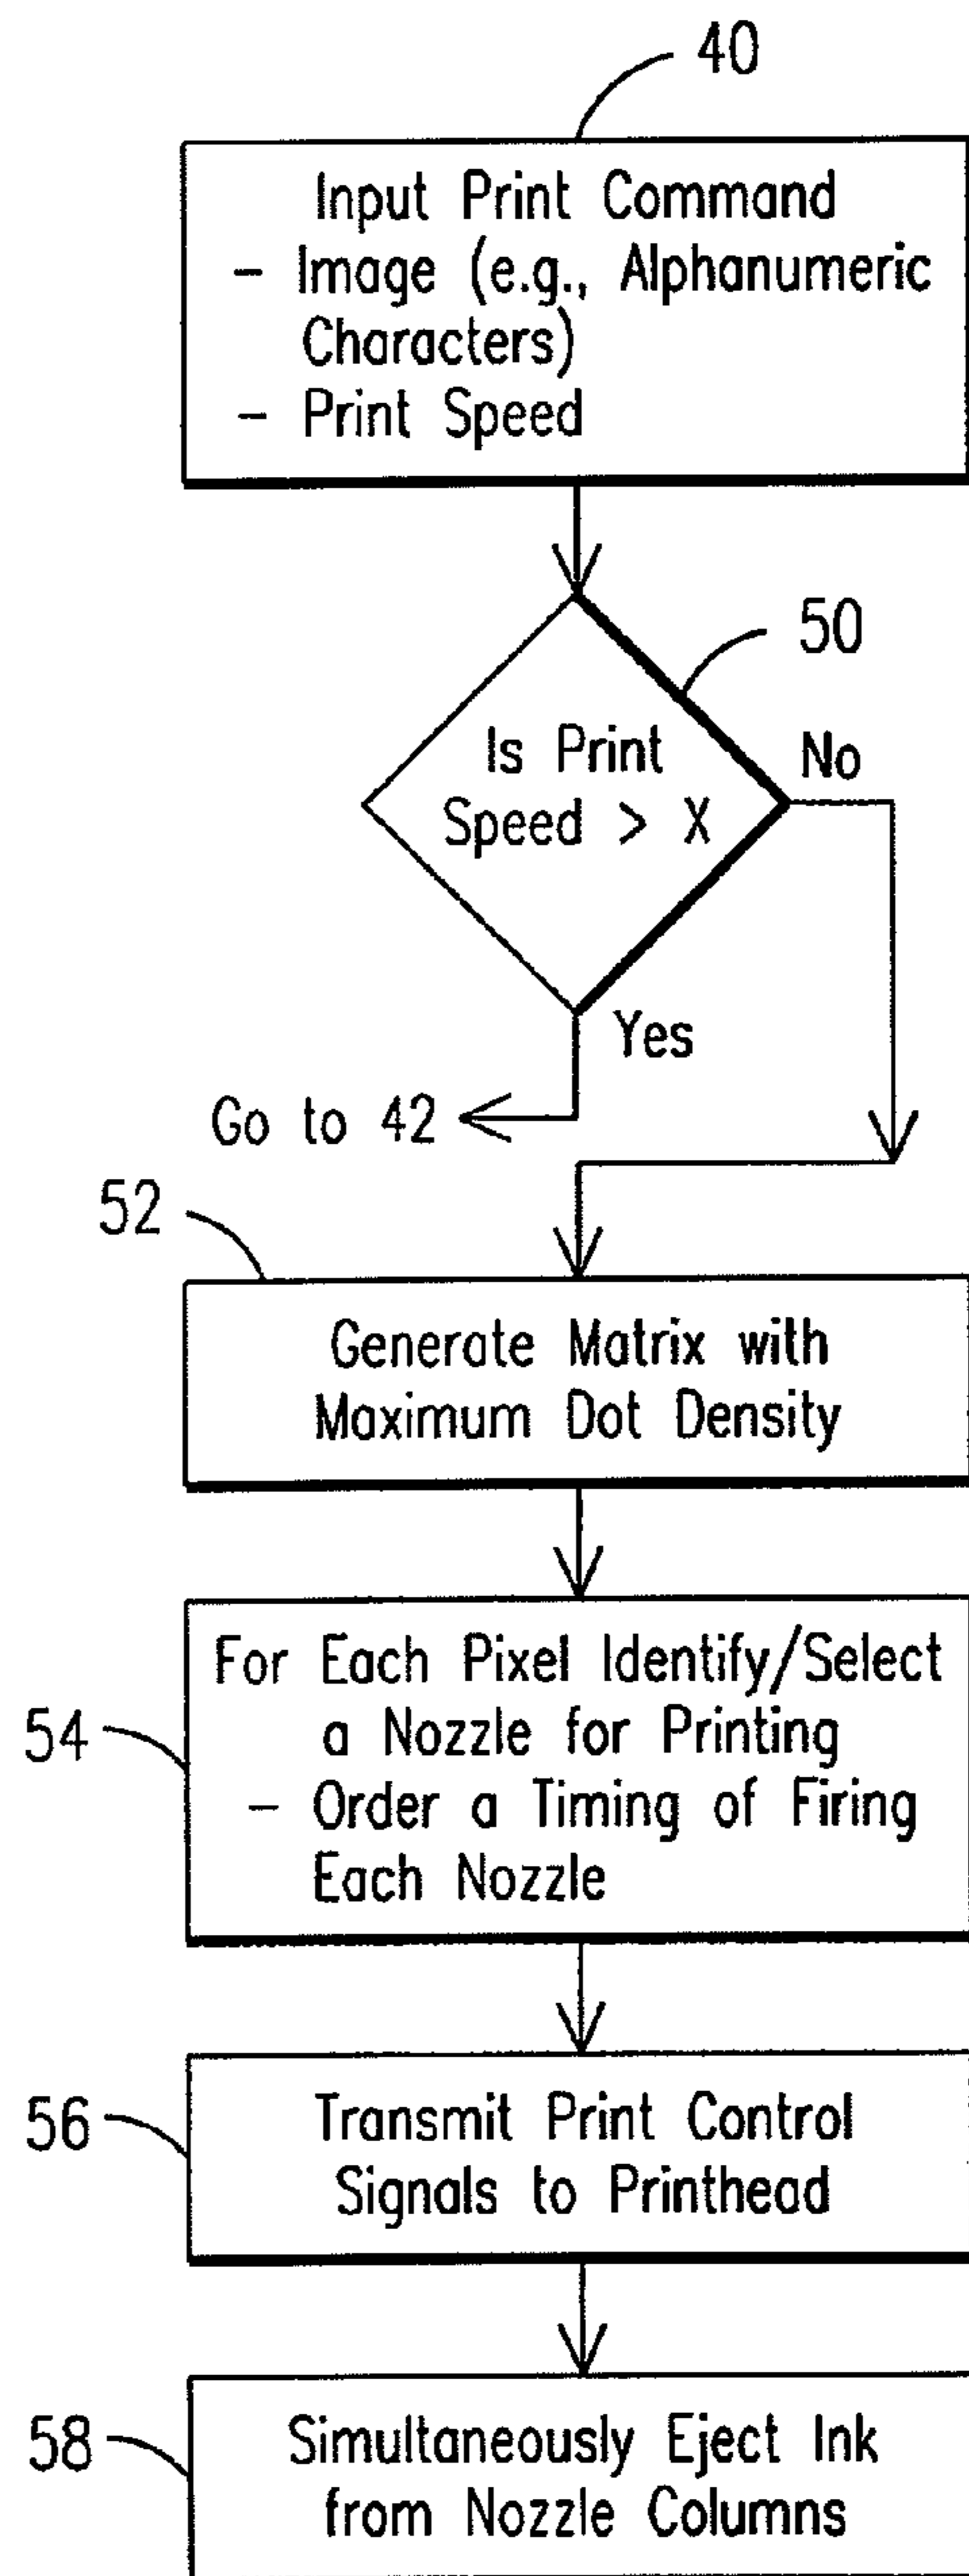 40
Input Print Command
- Image (e.g., Alphanumeric
Characters)
- Print Speed
50
Is Print
Speed > X
No
Yes
Go to 42
52
Generate Matrix with
Maximum Dot Density
54
For Each Pixel Identify/Select
a Nozzle for Printing
- Order a Timing of Firing
Each Nozzle
56
Transmit Print Control
Signals to Printhead
58
Simultaneously Eject Ink
from Nozzle Columns